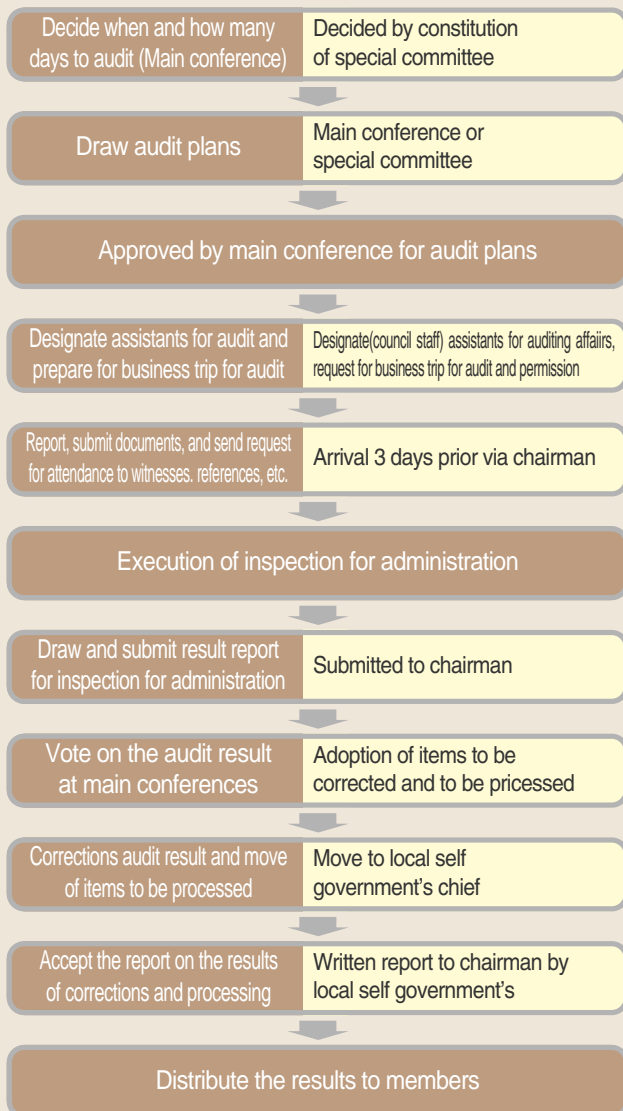 Decide when and how many
days to audit (Main conference)
Decided by constitution
of special committee
Draw audit plans
Main conference or
special committee
Approved by main conference for audit plans
Designate assistants for audit and
prepare for business trip for audit
Designate(council staff) assistants for auditing affaiirs,
request for business trip for audit and permission
Report, submit documents, and send request
for attendance to witnesses. references, etc.
Arrival 3 days prior via chairman
Execution of inspection for administration
Draw and submit result report
for inspection for administration
Submitted to chairman
Vote on the audit result
at main conferences
Adoption of items to be
corrected and to be pricessed
Corrections audit result and move
of items to be processed
Move to local self
government's chief
Accept the report on the results
of corrections and processing
Written report to chairman by
local self government's
Distribute the results to members